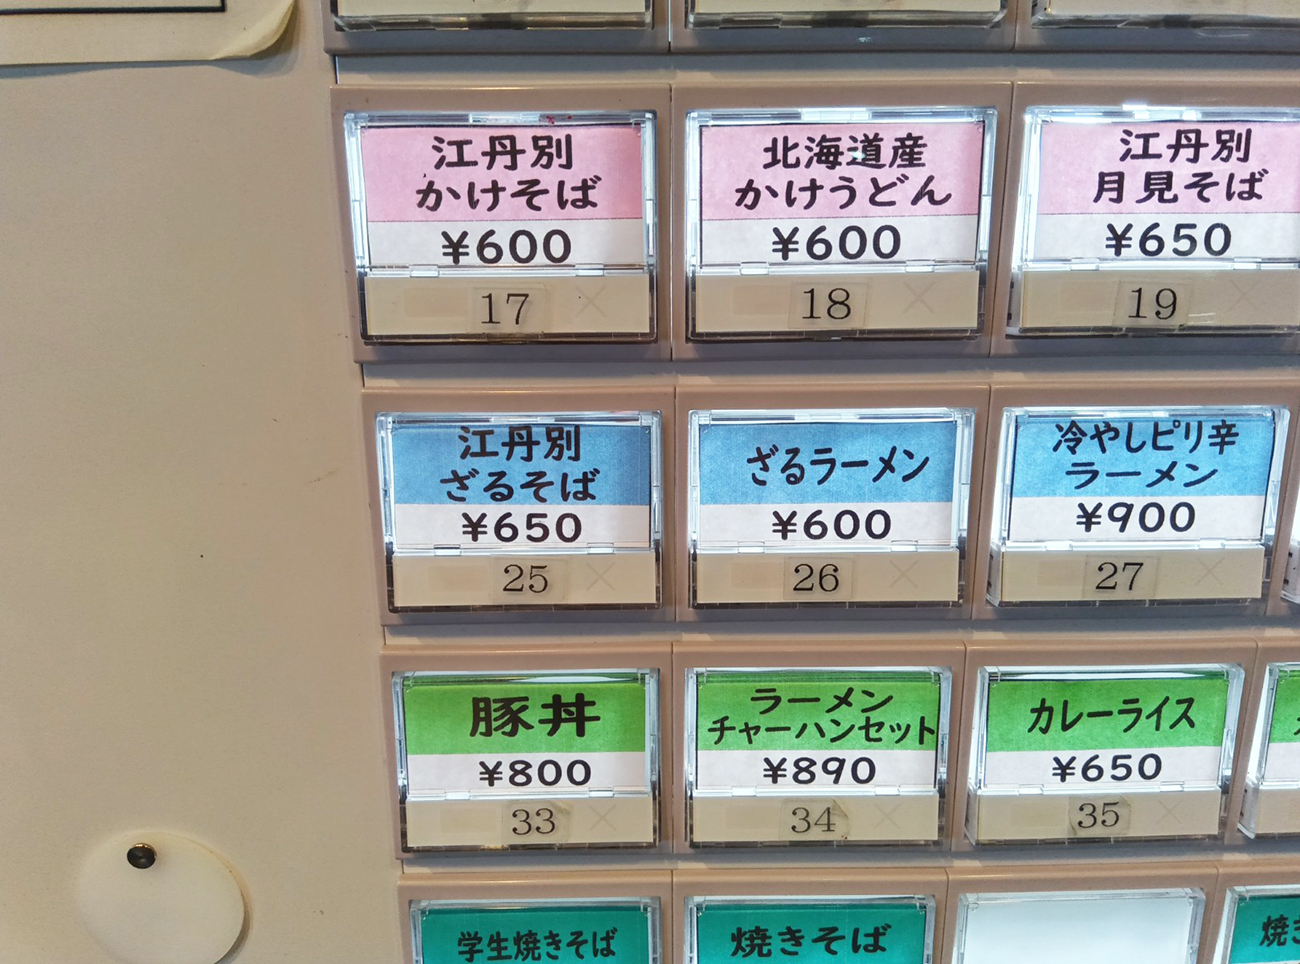 江丹別
かけそば
¥600
17
北海道産
かけうどん
¥600
18
江丹別
月見そば
¥650
19
江丹別
ざるそば
¥650
25
ざるラーメン
¥600
26
冷やしピリ辛
ラーメン
¥900
27
豚丼
¥800
33
ラーメン
チャーハンセット
¥890
34
カレーライス
¥650
35
学生焼きそば
焼きそば
焼き